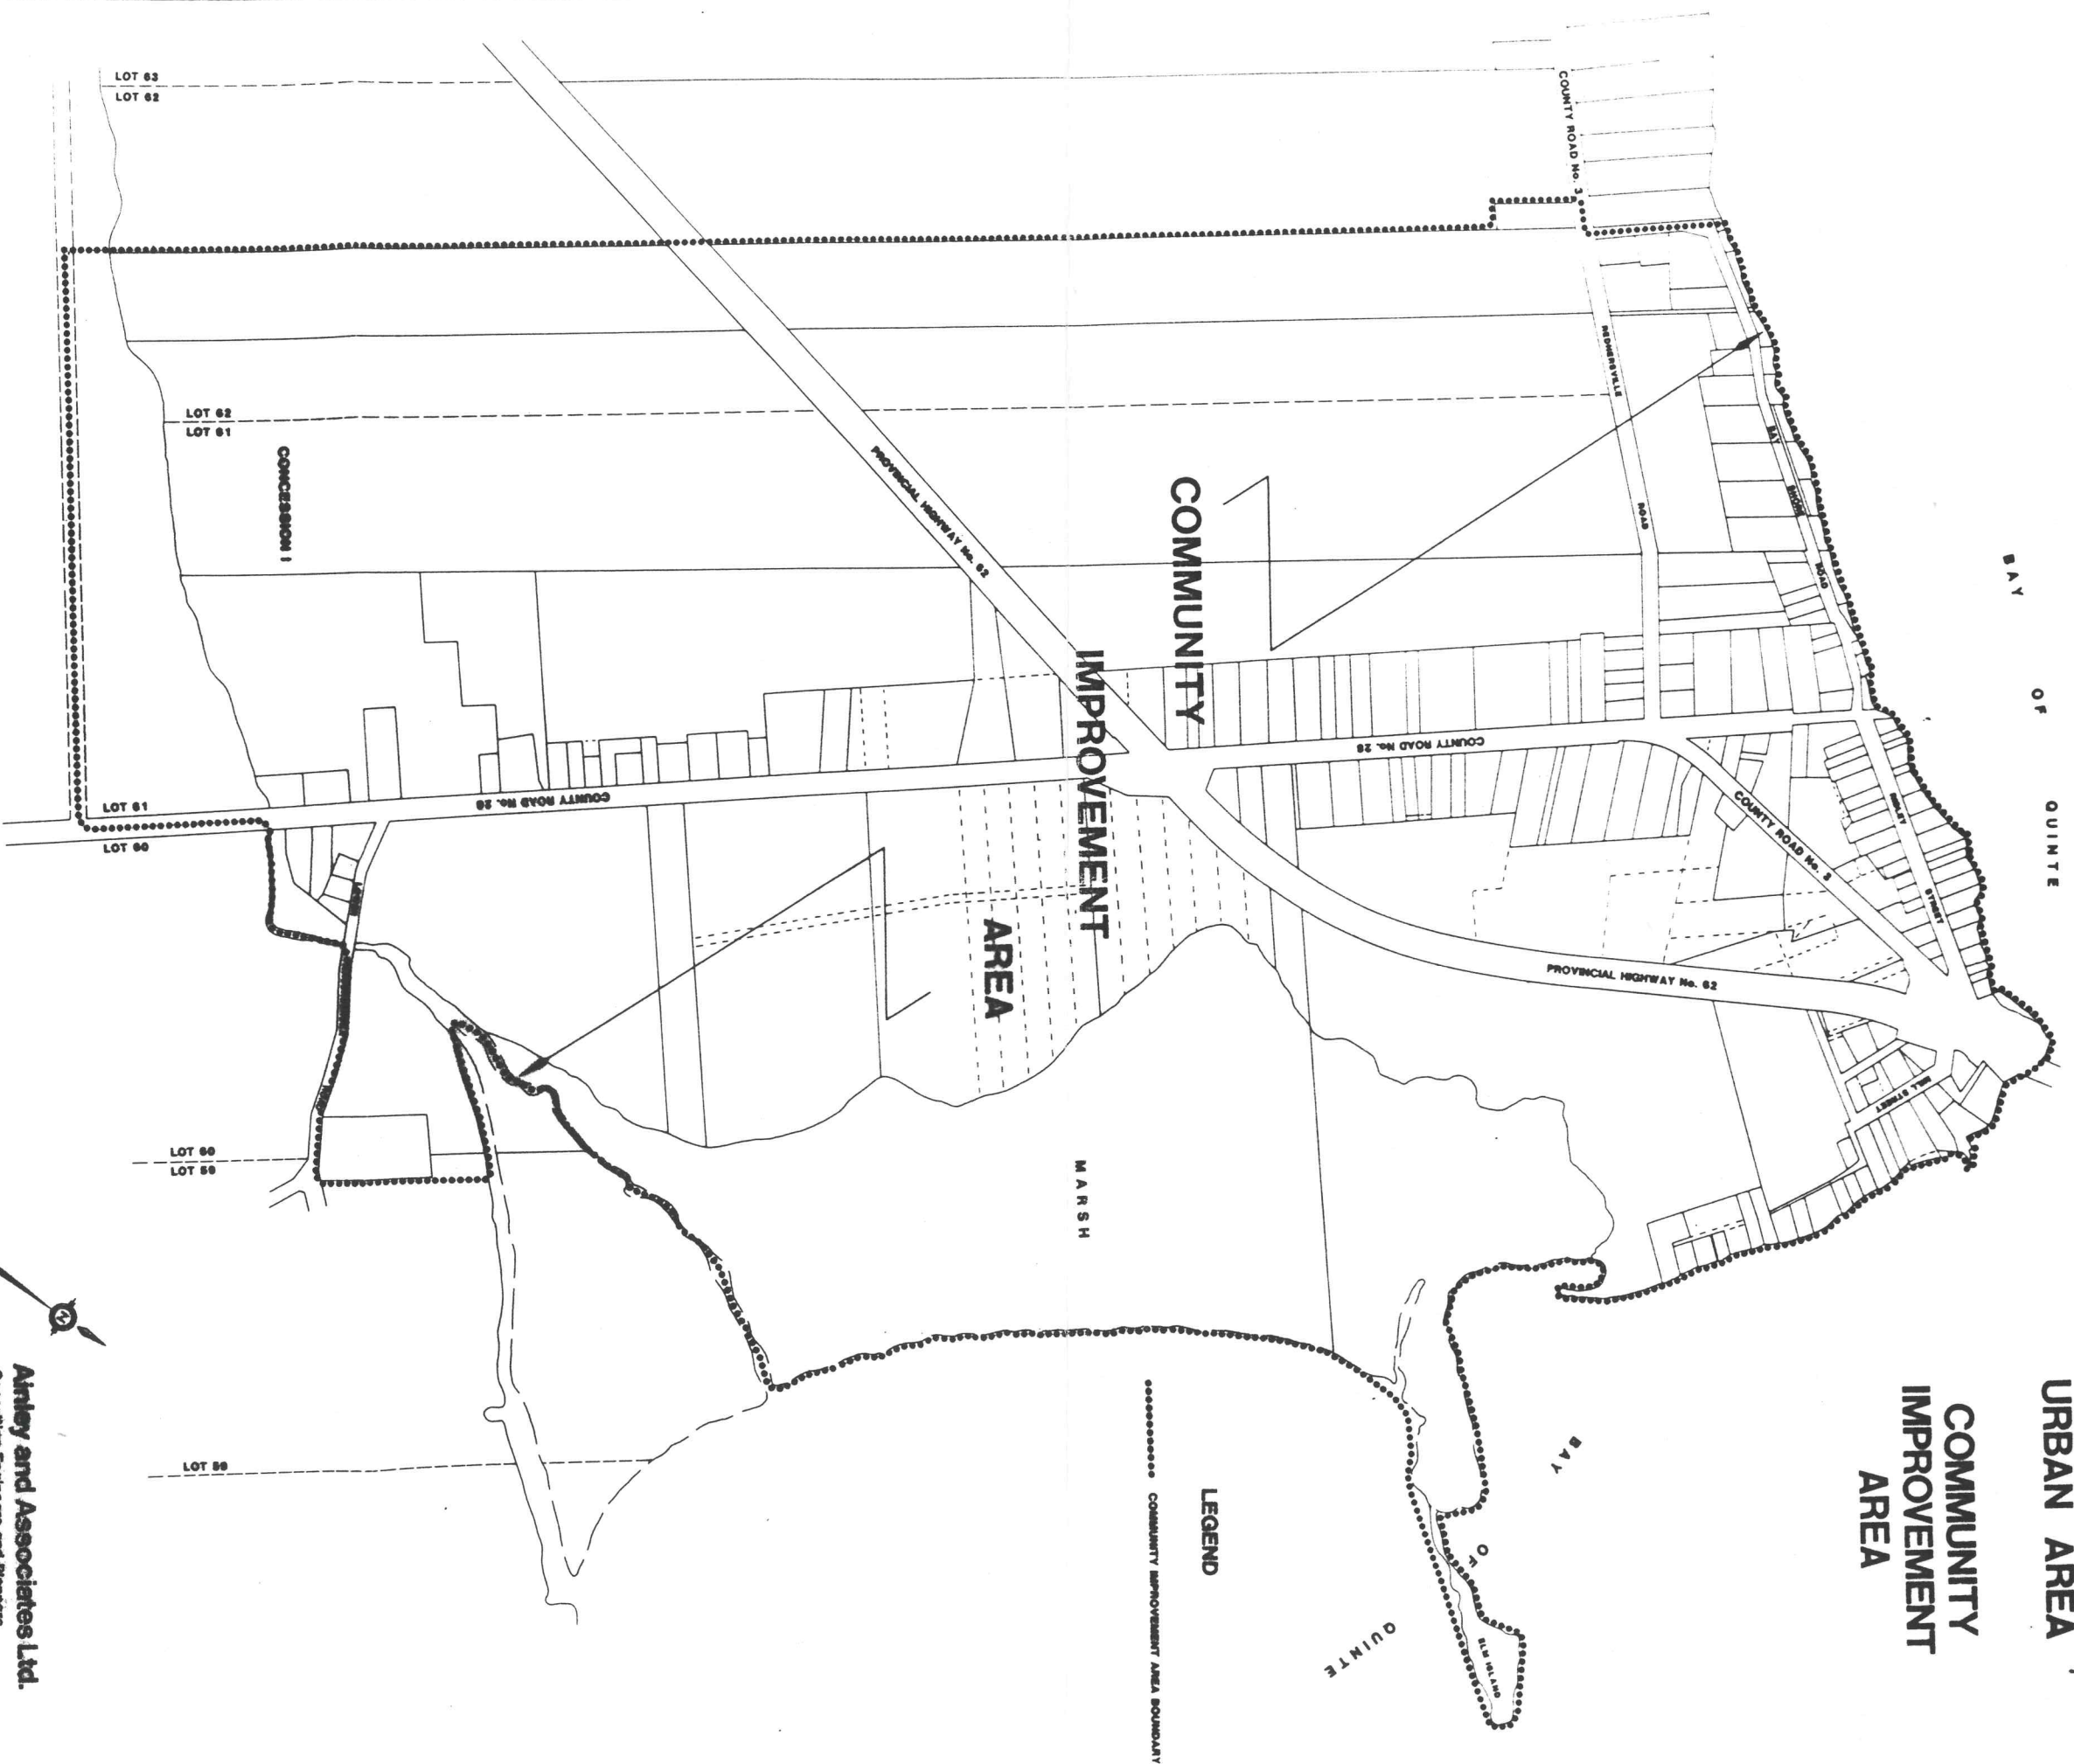 URBAN AREA
COMMUNITY
IMPROVEMENT
AREA
BAY OF QUINTE
COUNTY ROAD No. 3
REDNERSVILLE ROAD
BAY SHORE ROAD
RIDLEY STREET
COUNTY ROAD No. 3
COUNTY ROAD No. 28
PROVINCIAL HIGHWAY No. 62
MILL STREET
COMMUNITY
IMPROVEMENT
AREA
PROVINCIAL HIGHWAY No. 62
COUNTY ROAD No. 28
MARSH
BAY OF QUINTE
ELM ISLAND
LEGEND
COMMUNITY IMPROVEMENT AREA BOUNDARY
CONCESSION I
LOT 63
LOT 62
LOT 62
LOT 61
LOT 61
LOT 60
LOT 60
LOT 59
LOT 59
N
Ainley and Associates Ltd.